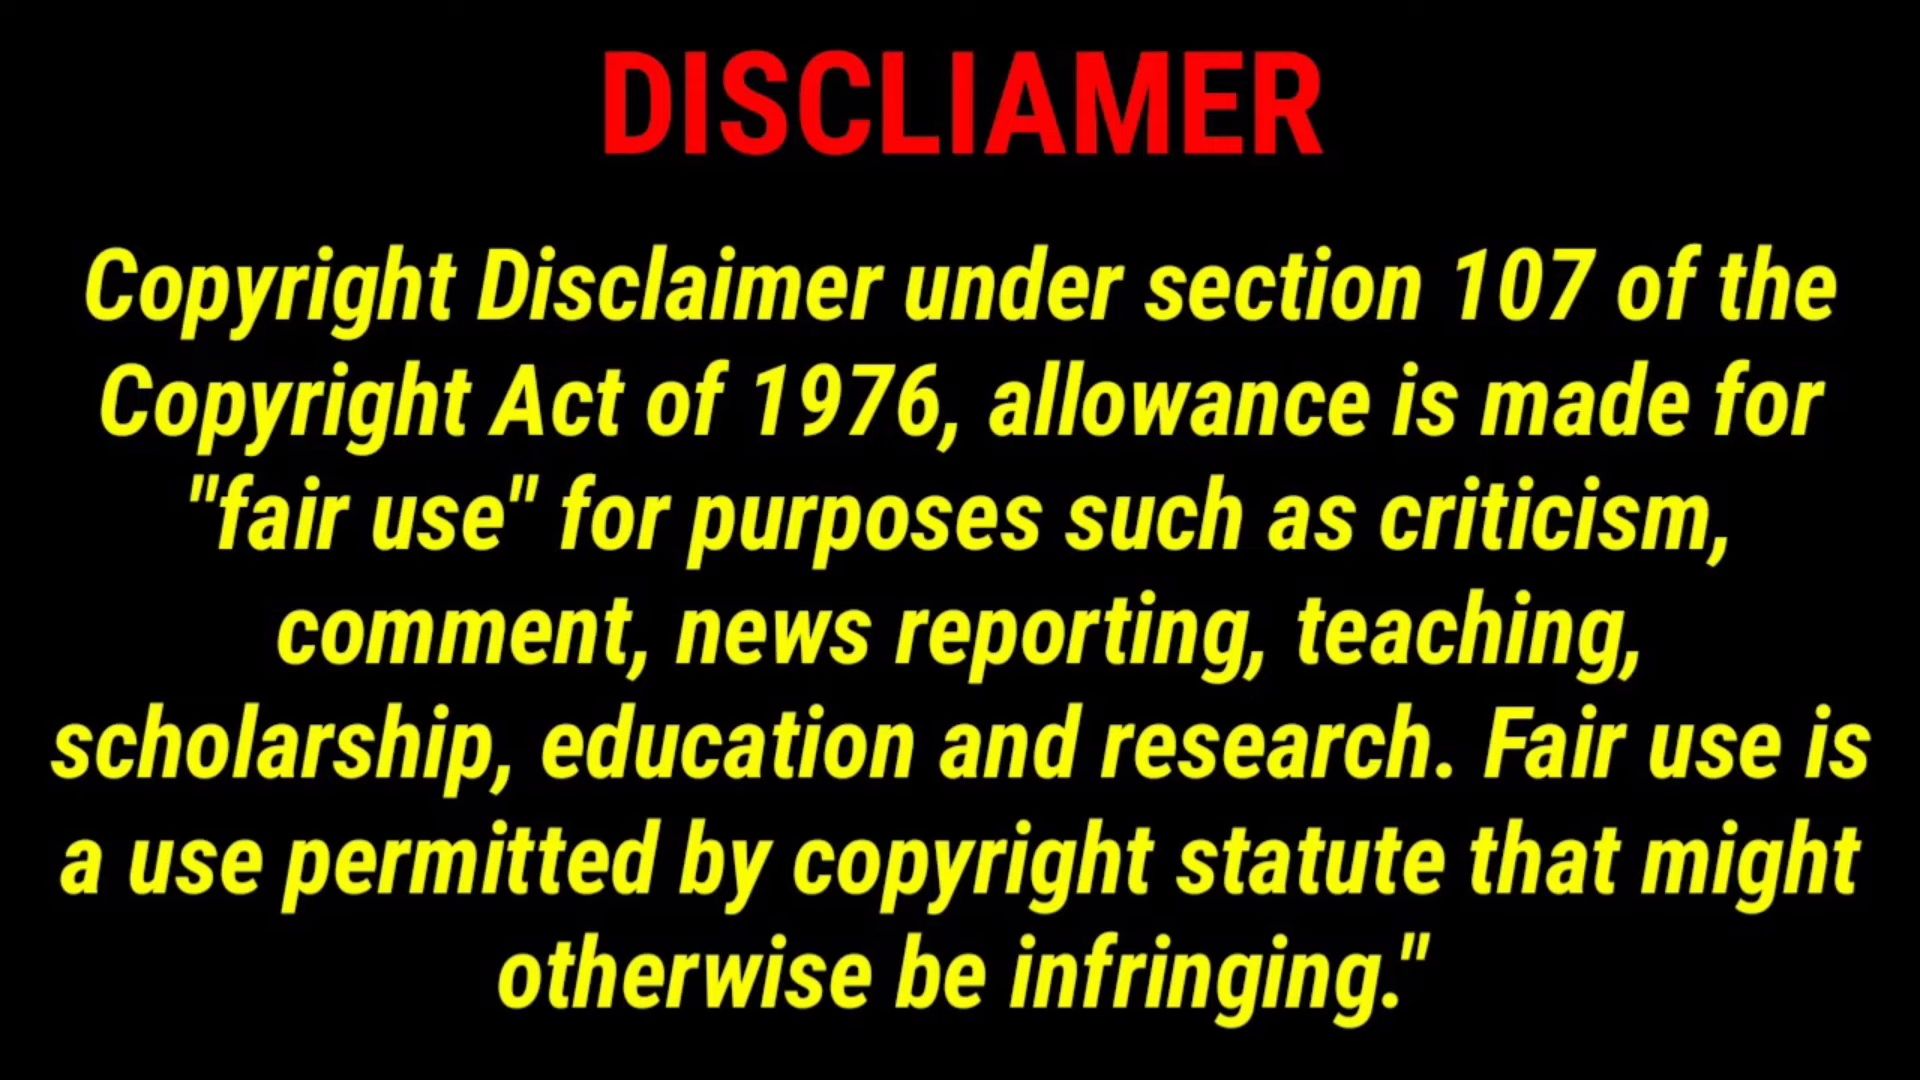 DISCLIAMER
Copyright Disclaimer under section 107 of the
Copyright Act of 1976, allowance is made for
"fair use" for purposes such as criticism,
comment, news reporting, teaching,
scholarship, education and research. Fair use is
a use permitted by copyright statute that might
otherwise be infringing."